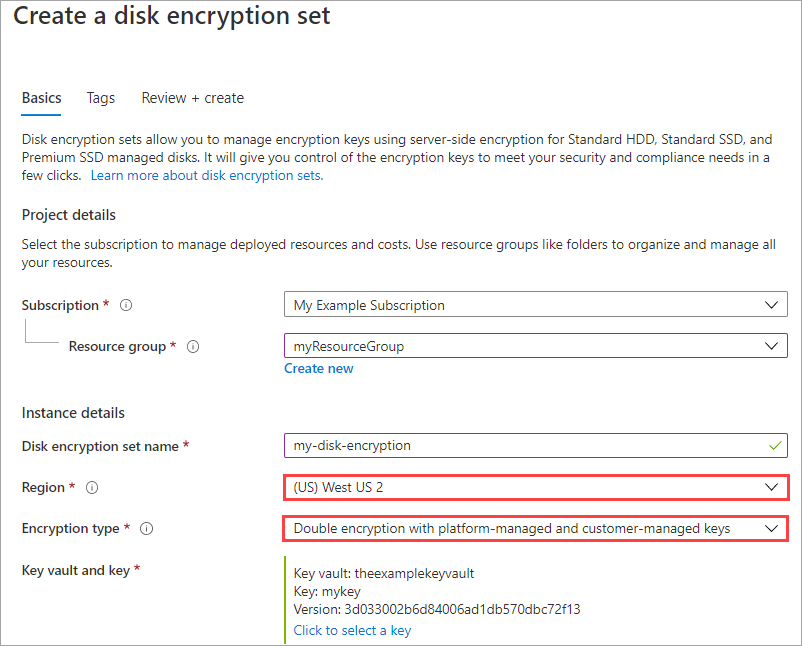 Create a disk encryption set
Basics Tags Review + create
Disk encryption sets allow you to manage encryption keys using server-side encryption for Standard HDD, Standard SSD, and
Premium SSD managed disks. It will give you control of the encryption keys to meet your security and compliance needs in a
few clicks. Learn more about disk encryption sets.
Project details
Select the subscription to manage deployed resources and costs. Use resource groups like folders to organize and manage all
your resources.
Subscription * My Example Subscription
Resource group * myResourceGroup
Create new
Instance details
Disk encryption set name * my-disk-encryption
Region * (US) West US 2
Encryption type * Double encryption with platform-managed and customer-managed keys
Key vault and key * Key vault: theexamplekeyvault
Key: mykey
Version: 3d033002b6d84006ad1db570dbc72f13
Click to select a key